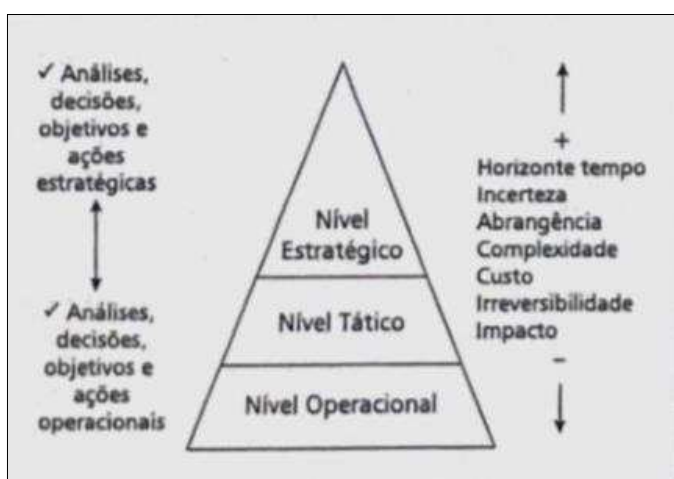 ✓ Análises,
decisões,
objetivos e
ações
estratégicas
✓ Análises,
decisões,
objetivos e
ações
operacionais
Nível
Estratégico
Nível Tático
Nível Operacional
+
Horizonte tempo
Incerteza
Abrangência
Complexidade
Custo
Irreversibilidade
Impacto
–